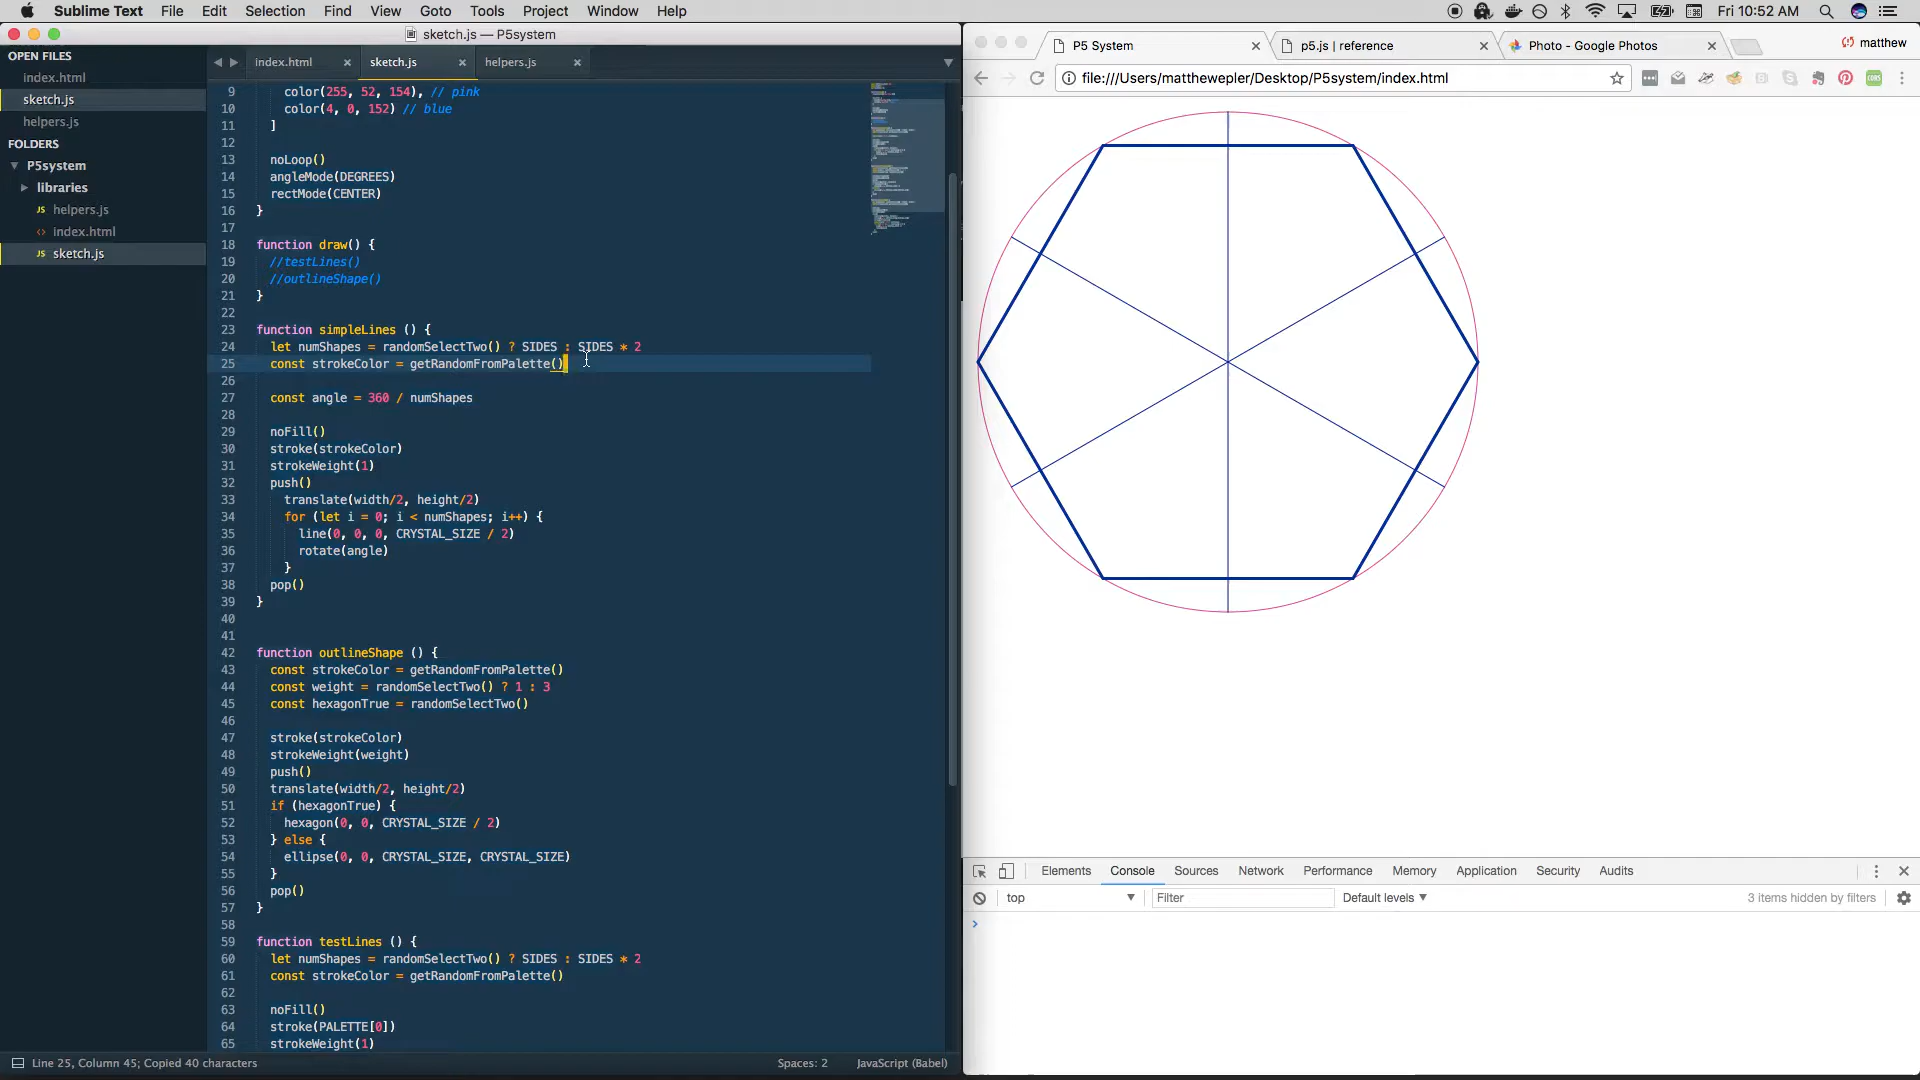 Sublime Text File Edit Selection Find View Goto Tools Project Window Help Fri 10:52 AM
sketch.js — P5system
OPEN FILES
index.html
sketch.js
helpers.js
FOLDERS
P5system
libraries
JS helpers.js
<> index.html
JS sketch.js
index.html sketch.js helpers.js
9 color(255, 52, 154), // pink
10 color(4, 0, 152) // blue
11 ]
12
13 noLoop()
14 angleMode(DEGREES)
15 rectMode(CENTER)
16 }
17
18 function draw() {
19 //testLines()
20 //outlineShape()
21 }
22
23 function simpleLines () {
24 let numShapes = randomSelectTwo() ? SIDES : SIDES * 2
25 const strokeColor = getRandomFromPalette()
26
27 const angle = 360 / numShapes
28
29 noFill()
30 stroke(strokeColor)
31 strokeWeight(1)
32 push()
33 translate(width/2, height/2)
34 for (let i = 0; i < numShapes; i++) {
35 line(0, 0, 0, CRYSTAL_SIZE / 2)
36 rotate(angle)
37 }
38 pop()
39 }
40
41
42 function outlineShape () {
43 const strokeColor = getRandomFromPalette()
44 const weight = randomSelectTwo() ? 1 : 3
45 const hexagonTrue = randomSelectTwo()
46
47 stroke(strokeColor)
48 strokeWeight(weight)
49 push()
50 translate(width/2, height/2)
51 if (hexagonTrue) {
52 hexagon(0, 0, CRYSTAL_SIZE / 2)
53 } else {
54 ellipse(0, 0, CRYSTAL_SIZE, CRYSTAL_SIZE)
55 }
56 pop()
57 }
58
59 function testLines () {
60 let numShapes = randomSelectTwo() ? SIDES : SIDES * 2
61 const strokeColor = getRandomFromPalette()
62
63 noFill()
64 stroke(PALETTE[0])
65 strokeWeight(1)
Line 25, Column 45; Copied 40 characters Spaces: 2 JavaScript (Babel)
P5 System p5.js | reference Photo - Google Photos matthew
file:///Users/matthewepler/Desktop/P5system/index.html
Elements Console Sources Network Performance Memory Application Security Audits
top Filter Default levels 3 items hidden by filters